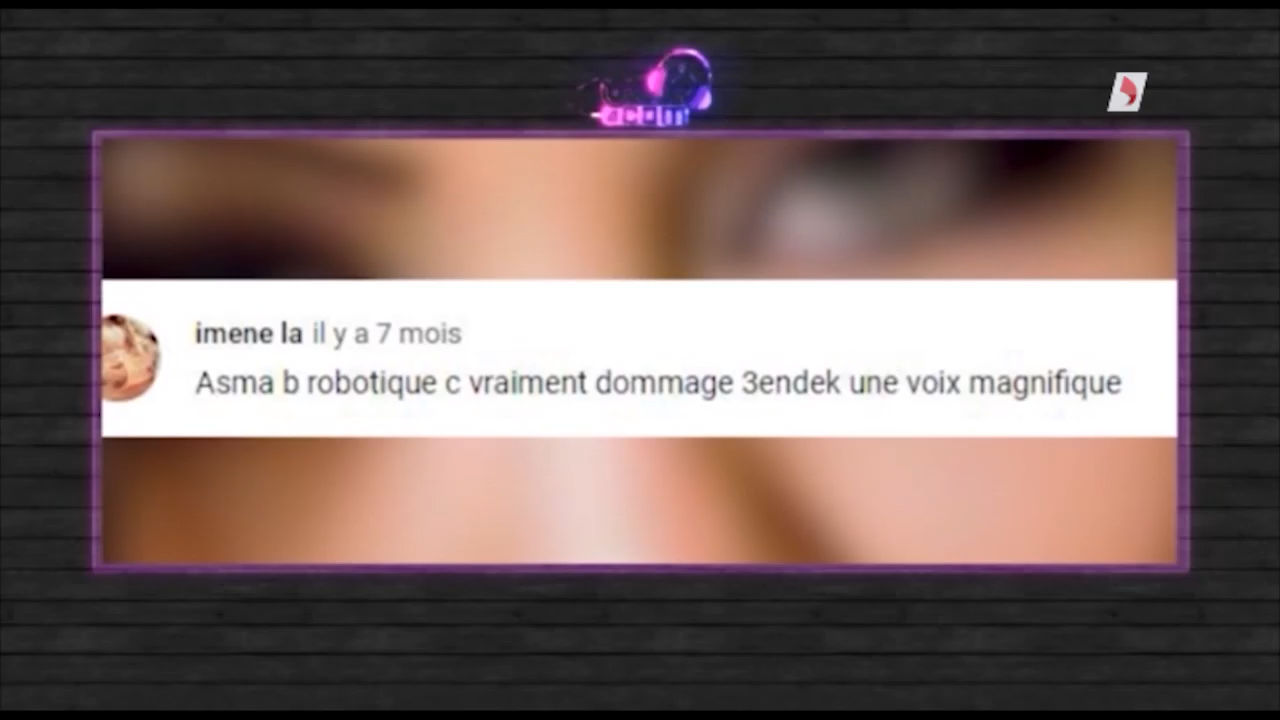 imene la il y a 7 mois
Asma b robotique c vraiment dommage 3endek une voix magnifique